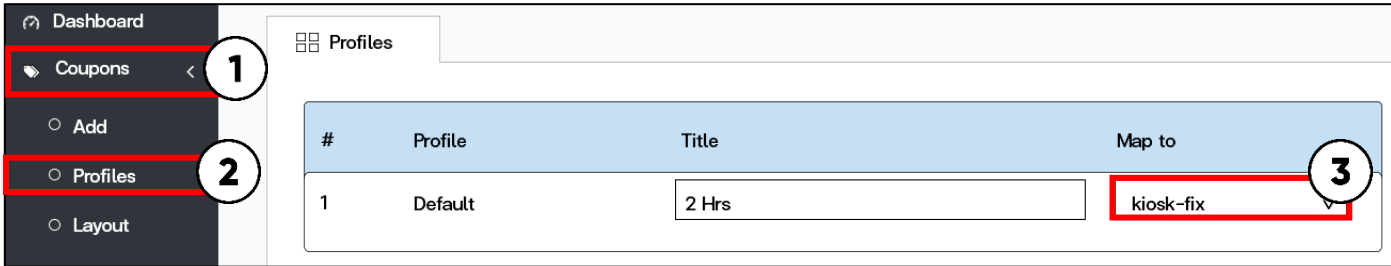 Dashboard
Coupons
1
Add
Profiles
2
Layout
Profiles
# Profile Title Map to
3
1 Default 2 Hrs kiosk-fix